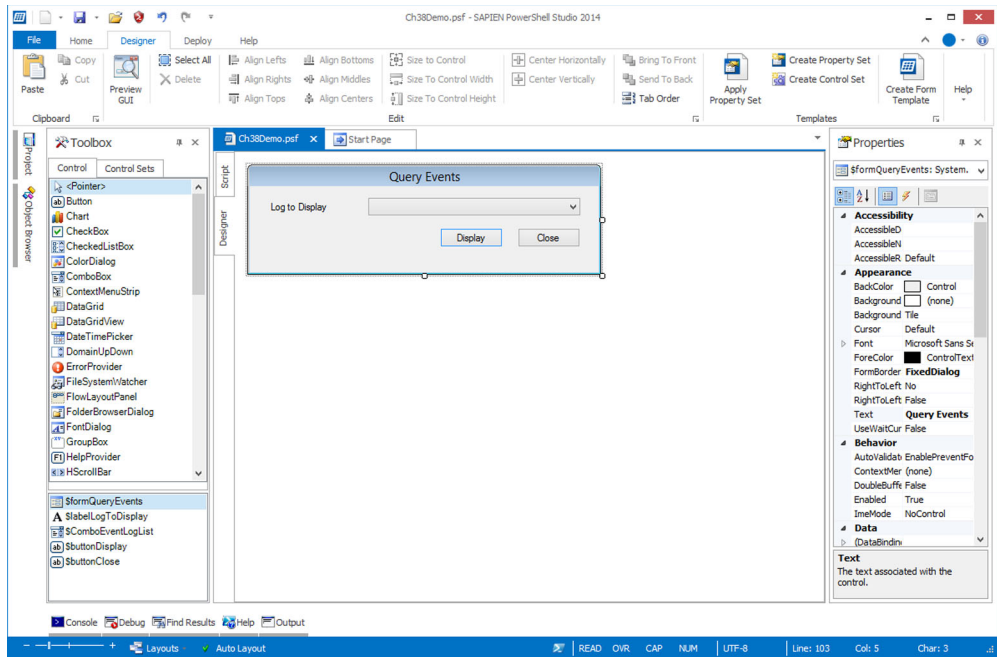 Ch38Demo.psf - SAPIEN PowerShell Studio 2014
File Home Designer Deploy Help
Paste
Copy
Cut
Clipboard
Preview GUI
Select All
Delete
Align Lefts
Align Rights
Align Tops
Align Bottoms
Align Middles
Align Centers
Size to Control
Size To Control Width
Size To Control Height
Center Horizontally
Center Vertically
Bring To Front
Send To Back
Tab Order
Edit
Apply Property Set
Create Property Set
Create Control Set
Create Form Template
Templates
Help
Project
Object Browser
Toolbox
Control Control Sets
<Pointer>
Button
Chart
CheckBox
CheckedListBox
ColorDialog
ComboBox
ContextMenuStrip
DataGrid
DataGridView
DateTimePicker
DomainUpDown
ErrorProvider
FileSystemWatcher
FlowLayoutPanel
FolderBrowserDialog
FontDialog
GroupBox
HelpProvider
HScrollBar
$formQueryEvents
$labelLogToDisplay
$ComboEventLogList
$buttonDisplay
$buttonClose
Ch38Demo.psf
Start Page
Script
Designer
Query Events
Log to Display
Display Close
Properties
$formQueryEvents: System.
Accessibility
AccessibleD
AccessibleN
AccessibleR Default
Appearance
BackColor Control
Background (none)
Background Tile
Cursor Default
Font Microsoft Sans Se
ForeColor ControlText
FormBorder FixedDialog
RightToLeft No
RightToLeft False
Text Query Events
UseWaitCur False
Behavior
AutoValidat EnablePreventFo
ContextMer (none)
DoubleBuffe False
Enabled True
ImeMode NoControl
Data
(DataBindin
Text
The text associated with the
control.
Console Debug Find Results Help Output
Layouts Auto Layout READ OVR CAP NUM UTF-8 Line: 103 Col: 5 Char: 3